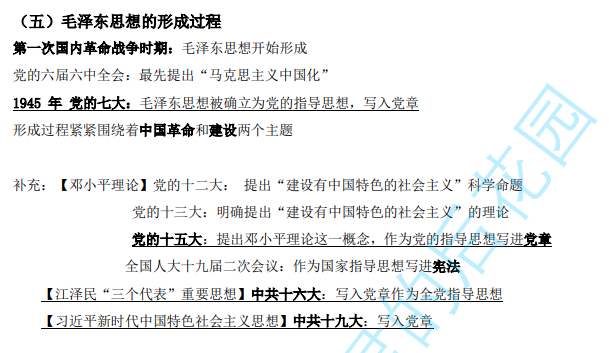 （五）毛泽东思想的形成过程
第一次国内革命战争时期：毛泽东思想开始形成
党的六届六中全会：最先提出“马克思主义中国化”
1945 年 党的七大：毛泽东思想被确立为党的指导思想，写入党章
形成过程紧紧围绕着中国革命和建设两个主题
补充：【邓小平理论】党的十二大： 提出“建设有中国特色的社会主义”科学命题
党的十三大：明确提出“建设有中国特色的社会主义”的理论
党的十五大：提出邓小平理论这一概念，作为党的指导思想写进党章
全国人大十九届二次会议：作为国家指导思想写进宪法
【江泽民“三个代表”重要思想】中共十六大：写入党章作为全党指导思想
【习近平新时代中国特色社会主义思想】中共十九大：写入党章
的后花园